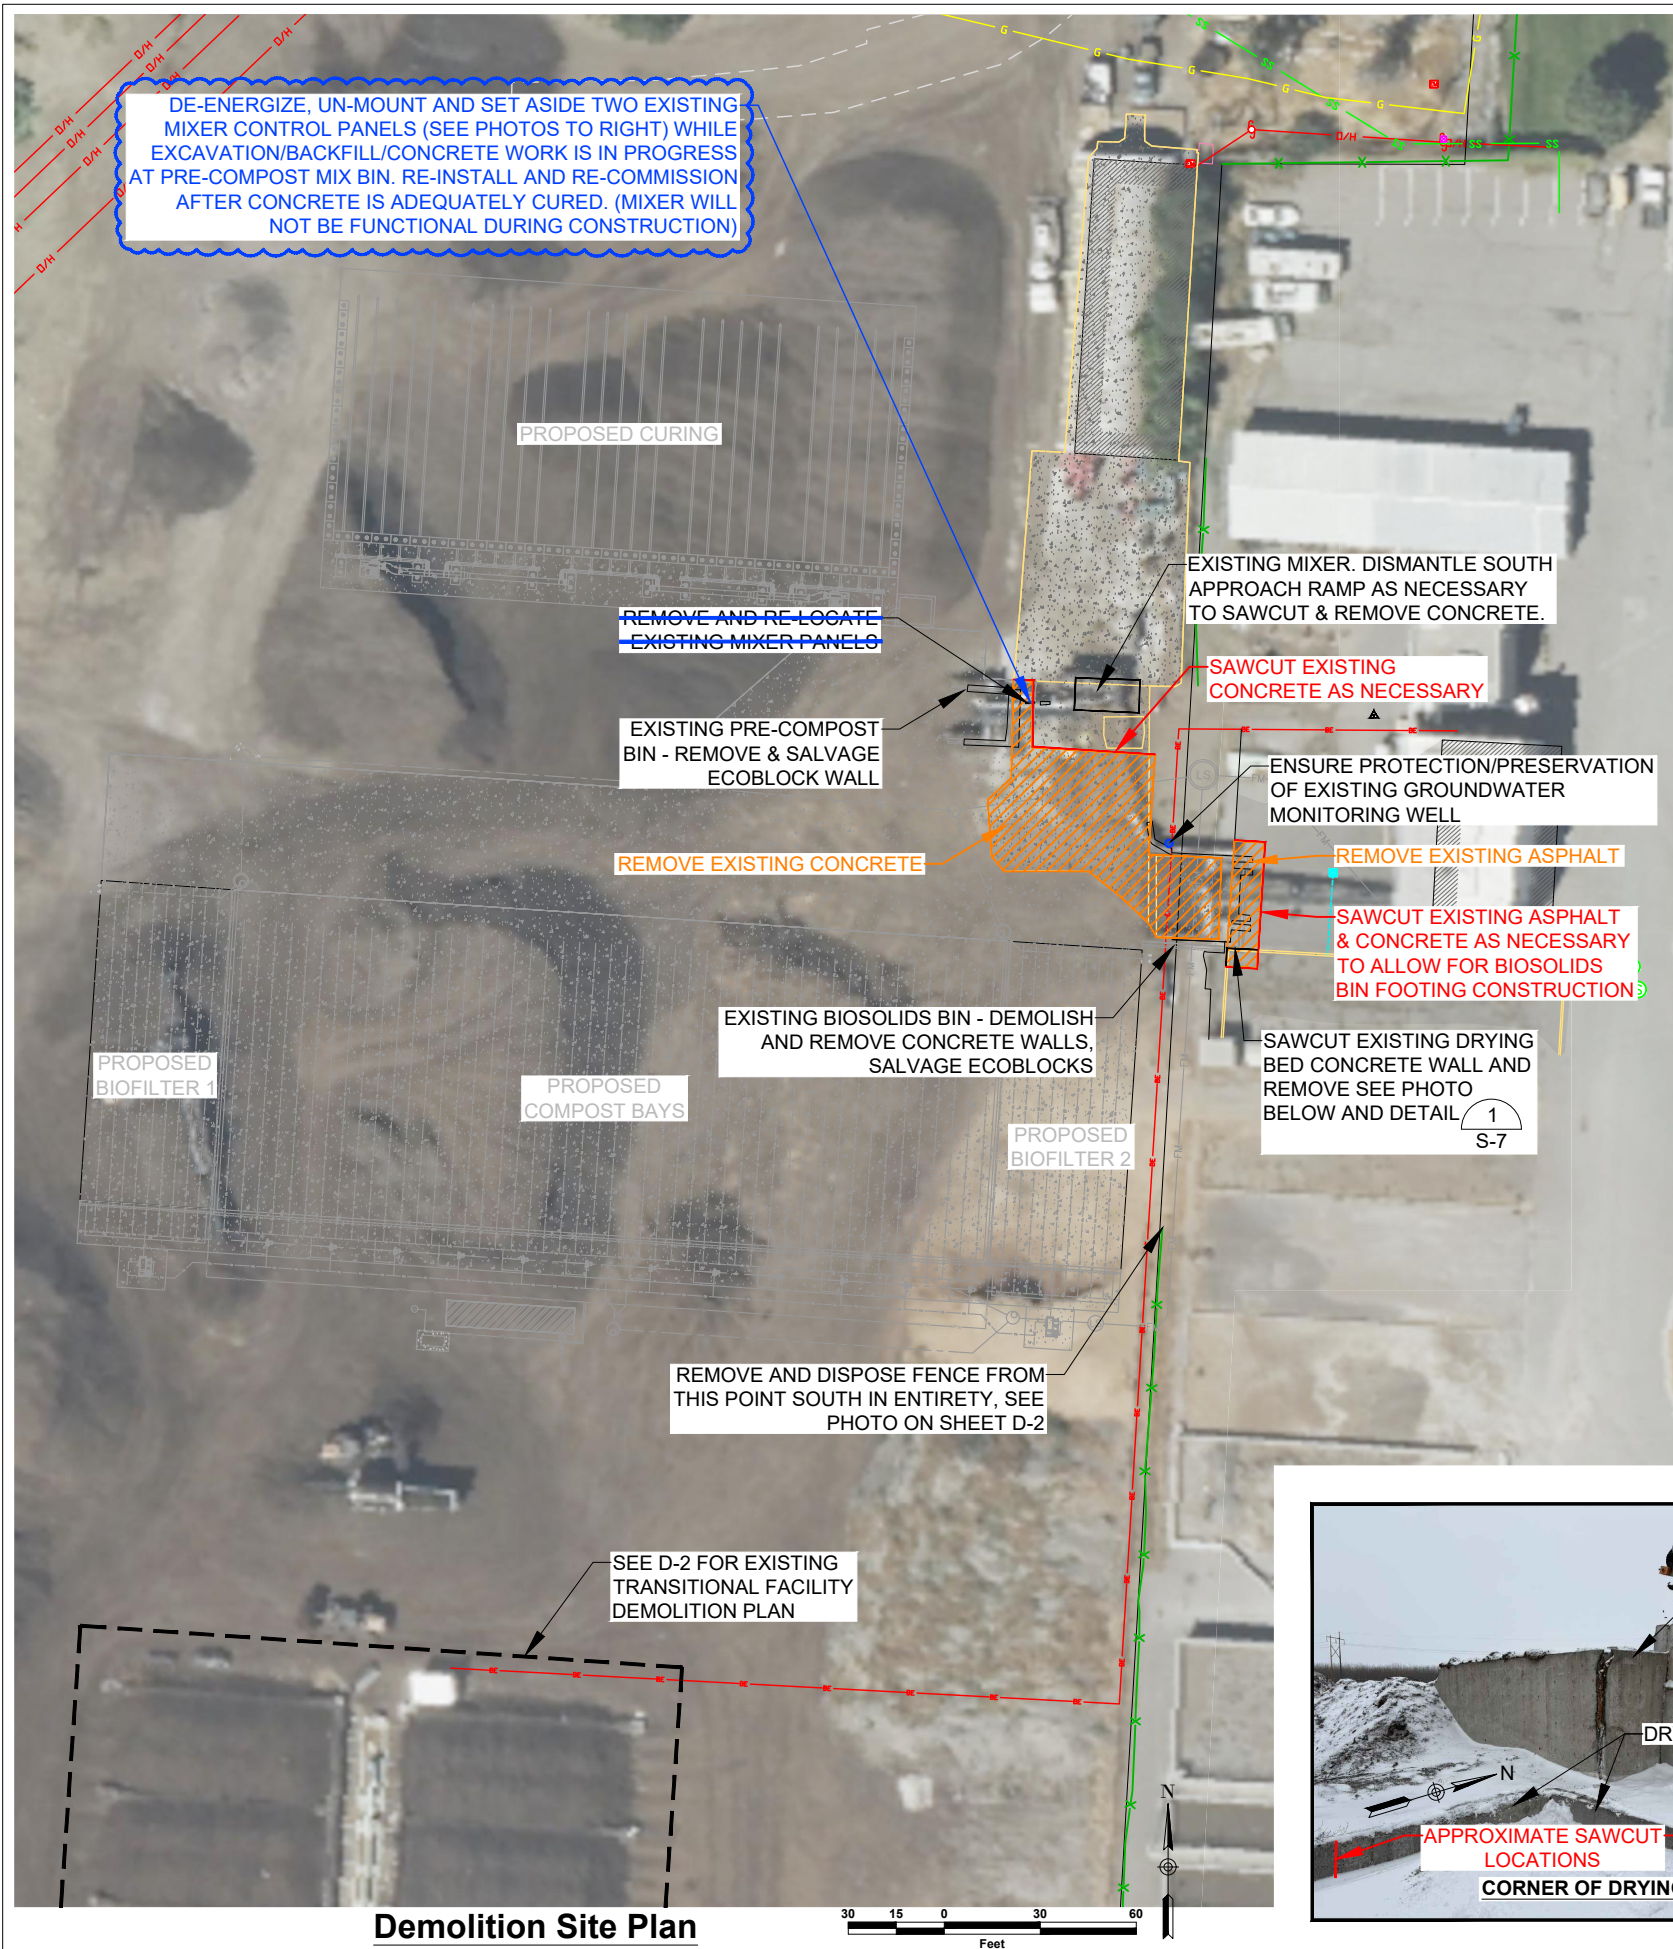 DE-ENERGIZE, UN-MOUNT AND SET ASIDE TWO EXISTING
MIXER CONTROL PANELS (SEE PHOTOS TO RIGHT) WHILE
EXCAVATION/BACKFILL/CONCRETE WORK IS IN PROGRESS
AT PRE-COMPOST MIX BIN. RE-INSTALL AND RE-COMMISSION
AFTER CONCRETE IS ADEQUATELY CURED. (MIXER WILL
NOT BE FUNCTIONAL DURING CONSTRUCTION)
PROPOSED CURING
EXISTING MIXER. DISMANTLE SOUTH
APPROACH RAMP AS NECESSARY
TO SAWCUT & REMOVE CONCRETE.
REMOVE AND RE-LOCATE
EXISTING MIXER PANELS
SAWCUT EXISTING
CONCRETE AS NECESSARY
EXISTING PRE-COMPOST
BIN - REMOVE & SALVAGE
ECOBLOCK WALL
ENSURE PROTECTION/PRESERVATION
OF EXISTING GROUNDWATER
MONITORING WELL
REMOVE EXISTING CONCRETE
REMOVE EXISTING ASPHALT
SAWCUT EXISTING ASPHALT
& CONCRETE AS NECESSARY
TO ALLOW FOR BIOSOLIDS
BIN FOOTING CONSTRUCTION
EXISTING BIOSOLIDS BIN - DEMOLISH
AND REMOVE CONCRETE WALLS,
SALVAGE ECOBLOCKS
SAWCUT EXISTING DRYING
BED CONCRETE WALL AND
REMOVE SEE PHOTO
BELOW AND DETAIL
1
S-7
PROPOSED
BIOFILTER 1
PROPOSED
COMPOST BAYS
PROPOSED
BIOFILTER 2
REMOVE AND DISPOSE FENCE FROM
THIS POINT SOUTH IN ENTIRETY, SEE
PHOTO ON SHEET D-2
SEE D-2 FOR EXISTING
TRANSITIONAL FACILITY
DEMOLITION PLAN
DR
N
APPROXIMATE SAWCUT
LOCATIONS
CORNER OF DRYING
N
Demolition Site Plan
30 15 0 30 60
Feet